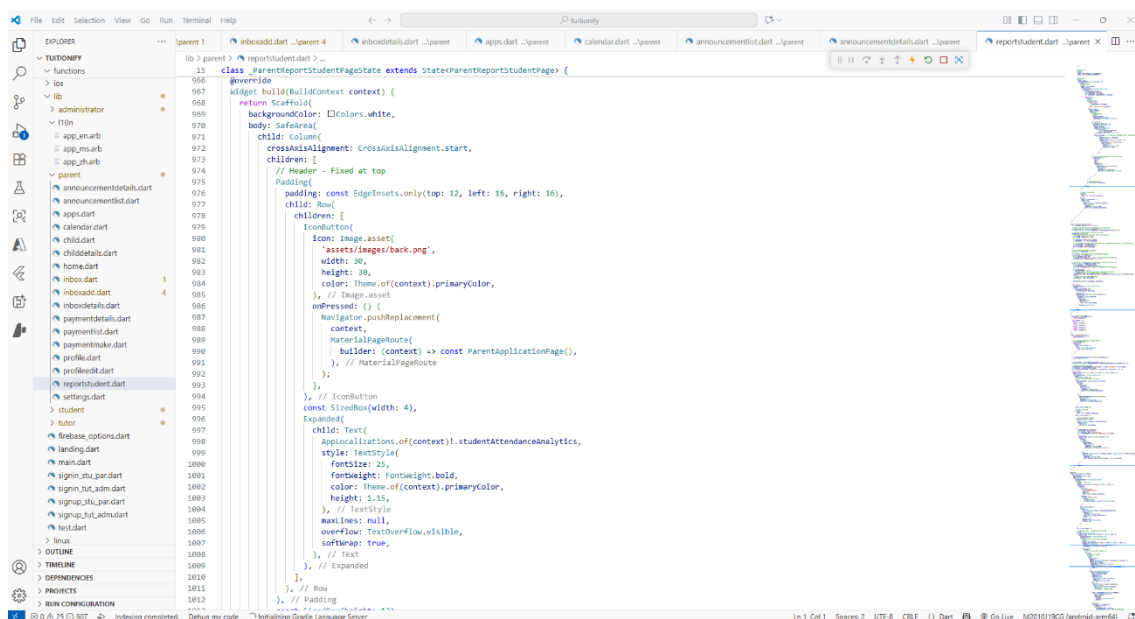 File Edit Selection View Go Run Terminal Help
tuitionify
EXPLORER
TUITIONIFY
functions
ios
lib
administrator
l10n
app_en.arb
app_ms.arb
app_zh.arb
parent
announcementdetails.dart
announcementlist.dart
apps.dart
calendar.dart
child.dart
childdetails.dart
home.dart
inbox.dart 1
inboxadd.dart 4
inboxdetails.dart
paymentdetails.dart
paymentlist.dart
paymentmake.dart
profile.dart
profileedit.dart
reportstudent.dart
settings.dart
student
tutor
firebase_options.dart
landing.dart
main.dart
signin_stu_par.dart
signin_tut_adm.dart
signup_stu_par.dart
signup_tut_adm.dart
test.dart
linux
OUTLINE
TIMELINE
DEPENDENCIES
PROJECTS
RUN CONFIGURATION
\parent 1 inboxadd.dart ...\parent 4 inboxdetails.dart ...\parent apps.dart ...\parent calendar.dart ...\parent announcementlist.dart ...\parent announcementdetails.dart ...\parent reportstudent.dart ...\parent
lib > parent > reportstudent.dart > ...
15 class _ParentReportStudentPageState extends State<ParentReportStudentPage> {
966 @override
967 Widget build(BuildContext context) {
968 return Scaffold(
969 backgroundColor: Colors.white,
970 body: SafeArea(
971 child: Column(
972 crossAxisAlignment: CrossAxisAlignment.start,
973 children: [
974 // Header - Fixed at top
975 Padding(
976 padding: const EdgeInsets.only(top: 12, left: 16, right: 16),
977 child: Row(
978 children: [
979 IconButton(
980 icon: Image.asset(
981 'assets/images/back.png',
982 width: 30,
983 height: 30,
984 color: Theme.of(context).primaryColor,
985 ), // Image.asset
986 onPressed: () {
987 Navigator.pushReplacement(
988 context,
989 MaterialPageRoute(
990 builder: (context) => const ParentApplicationPage(),
991 ), // MaterialPageRoute
992 );
993 },
994 ), // IconButton
995 const SizedBox(width: 4),
996 Expanded(
997 child: Text(
998 AppLocalizations.of(context)!.studentAttendanceAnalytics,
999 style: TextStyle(
1000 fontSize: 25,
1001 fontWeight: FontWeight.bold,
1002 color: Theme.of(context).primaryColor,
1003 height: 1.15,
1004 ), // TextStyle
1005 maxLines: null,
1006 overflow: TextOverflow.visible,
1007 softWrap: true,
1008 ), // Text
1009 ), // Expanded
1010 ],
1011 ), // Row
1012 ), // Padding
0 25 907 Indexing completed. Debug my code Initializing Gradle Language Server Ln 1, Col 1 Spaces: 2 UTF-8 CRLF {} Dart Go Live M2010J19CG (android-arm64)